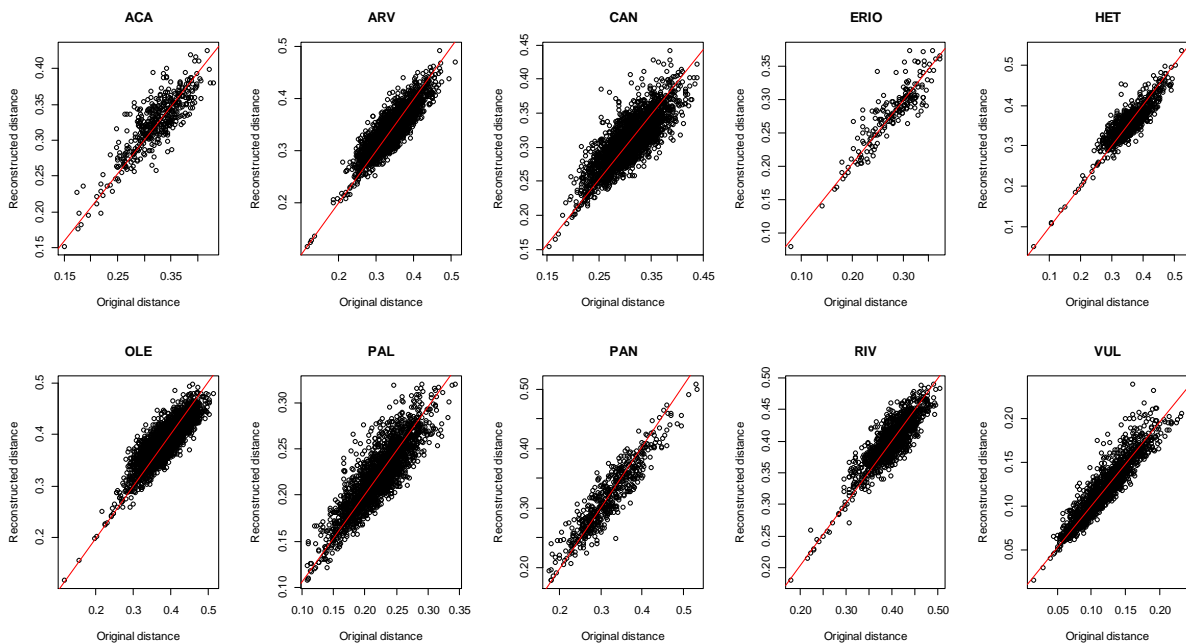 ACA ARV CAN ERIO HET
Reconstructed distance Reconstructed distance Reconstructed distance Reconstructed distance Reconstructed distance
0.40 0.5 0.45 0.35 0.5
0.35 0.4 0.40 0.30 0.4
0.30 0.3 0.35 0.25 0.3
0.25 0.2 0.30 0.20 0.2
0.20 0.25 0.15 0.1
0.15 0.20 0.10
0.15
0.15 0.25 0.35 0.2 0.3 0.4 0.5 0.15 0.25 0.35 0.45 0.10 0.20 0.30 0.1 0.2 0.3 0.4 0.5
Original distance Original distance Original distance Original distance Original distance
OLE PAL PAN RIV VUL
Reconstructed distance Reconstructed distance Reconstructed distance Reconstructed distance Reconstructed distance
0.5 0.30 0.50 0.50 0.20
0.4 0.25 0.40 0.45 0.15
0.3 0.20 0.30 0.40 0.10
0.2 0.15 0.20 0.35 0.05
0.10 0.30
0.25
0.20
0.2 0.3 0.4 0.5 0.10 0.15 0.20 0.25 0.30 0.35 0.2 0.3 0.4 0.5 0.20 0.30 0.40 0.50 0.05 0.10 0.15 0.20
Original distance Original distance Original distance Original distance Original distance